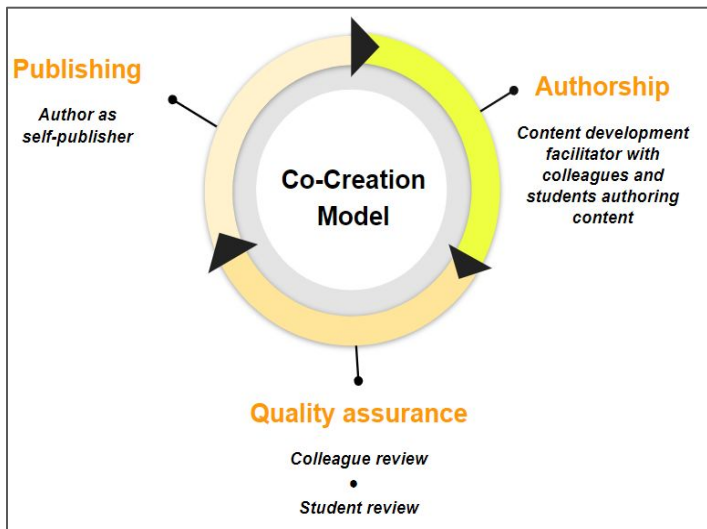 Publishing
Author as
self-publisher
Co-Creation
Model
Authorship
Content development
facilitator with
colleagues and
students authoring
content
Quality assurance
Colleague review
•
Student review